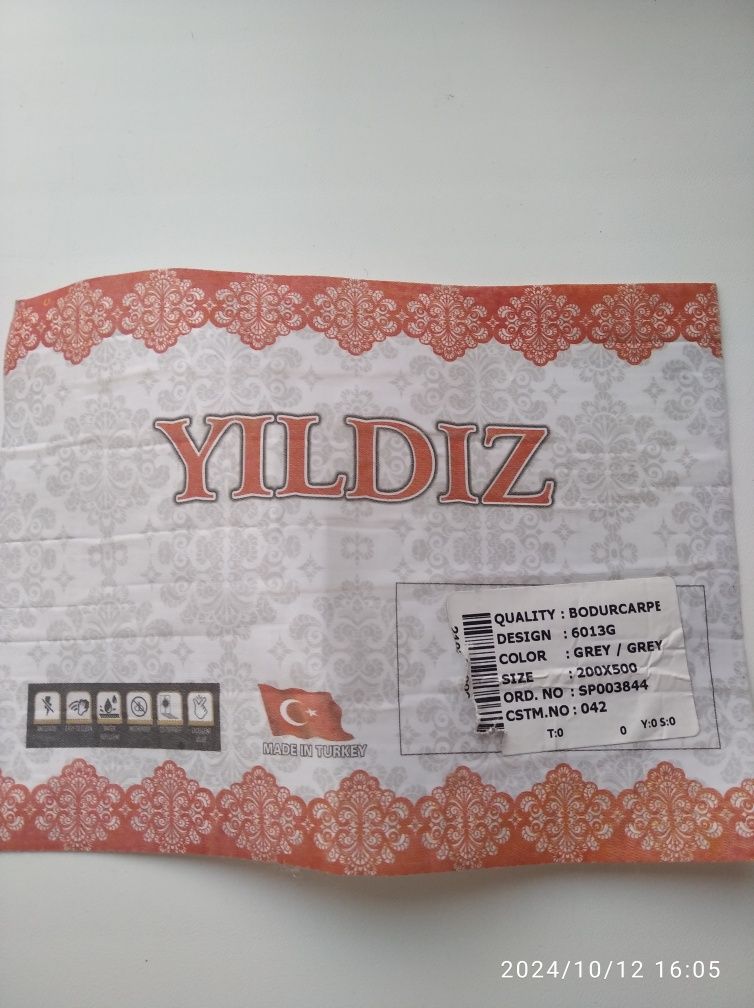 YILDIZ
QUALITY : BODURCARPE
DESIGN : 6013G
COLOR : GREY / GREY
SIZE : 200X500
ORD. NO : SP003844
CSTM.NO : 042
T:0 0 Y:0 S:0
MADE IN TURKEY
2024/10/12 16:05